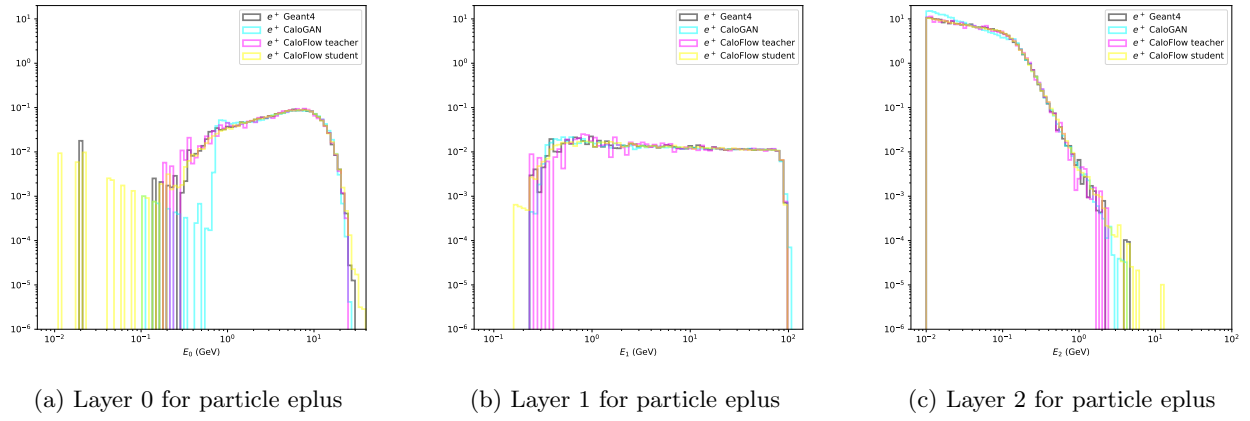 e⁺ Geant4
e⁺ CaloGAN
e⁺ CaloFlow teacher
e⁺ CaloFlow student
10¹
10⁰
10⁻¹
10⁻²
10⁻³
10⁻⁴
10⁻⁵
10⁻⁶
10⁻² 10⁻¹ 10⁰ 10¹
E₀ (GeV)
(a) Layer 0 for particle eplus
e⁺ Geant4
e⁺ CaloGAN
e⁺ CaloFlow teacher
e⁺ CaloFlow student
10¹
10⁰
10⁻¹
10⁻²
10⁻³
10⁻⁴
10⁻⁵
10⁻⁶
10⁻¹ 10⁰ 10¹ 10²
E₁ (GeV)
(b) Layer 1 for particle eplus
e⁺ Geant4
e⁺ CaloGAN
e⁺ CaloFlow teacher
e⁺ CaloFlow student
10¹
10⁰
10⁻¹
10⁻²
10⁻³
10⁻⁴
10⁻⁵
10⁻⁶
10⁻² 10⁻¹ 10⁰ 10¹ 10²
E₂ (GeV)
(c) Layer 2 for particle eplus